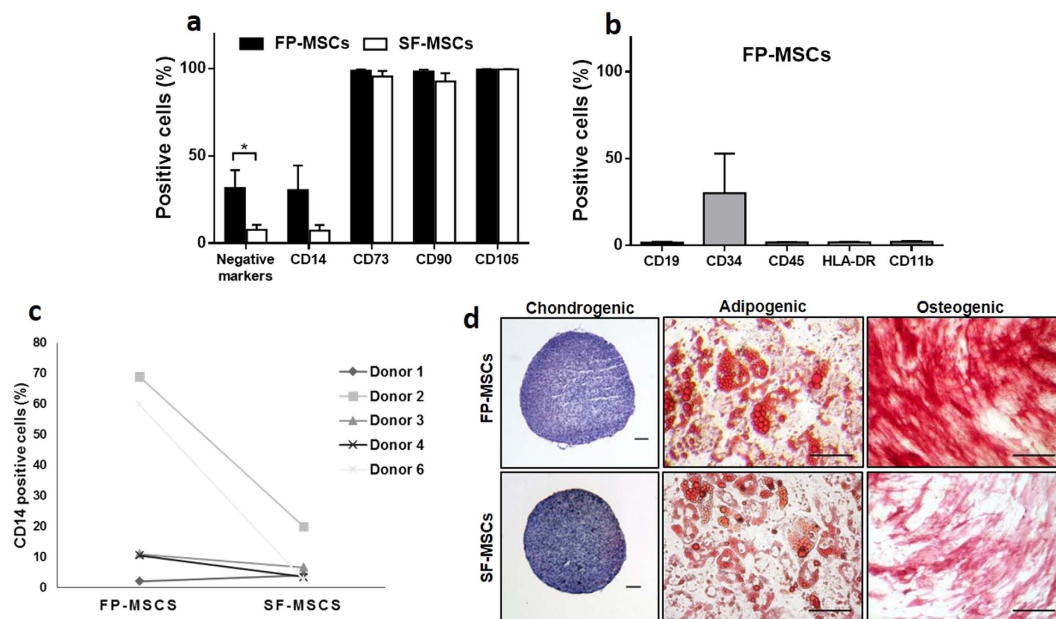 a
FP-MSCs SF-MSCs
Positive cells (%)
100
50
0
*
Negative markers CD14 CD73 CD90 CD105
b
FP-MSCs
Positive cells (%)
100
50
0
CD19 CD34 CD45 HLA-DR CD11b
c
CD14 positive cells (%)
80
70
60
50
40
30
20
10
0
FP-MSCS SF-MSCS
Donor 1
Donor 2
Donor 3
Donor 4
Donor 6
d
Chondrogenic Adipogenic Osteogenic
FP-MSCs
SF-MSCs